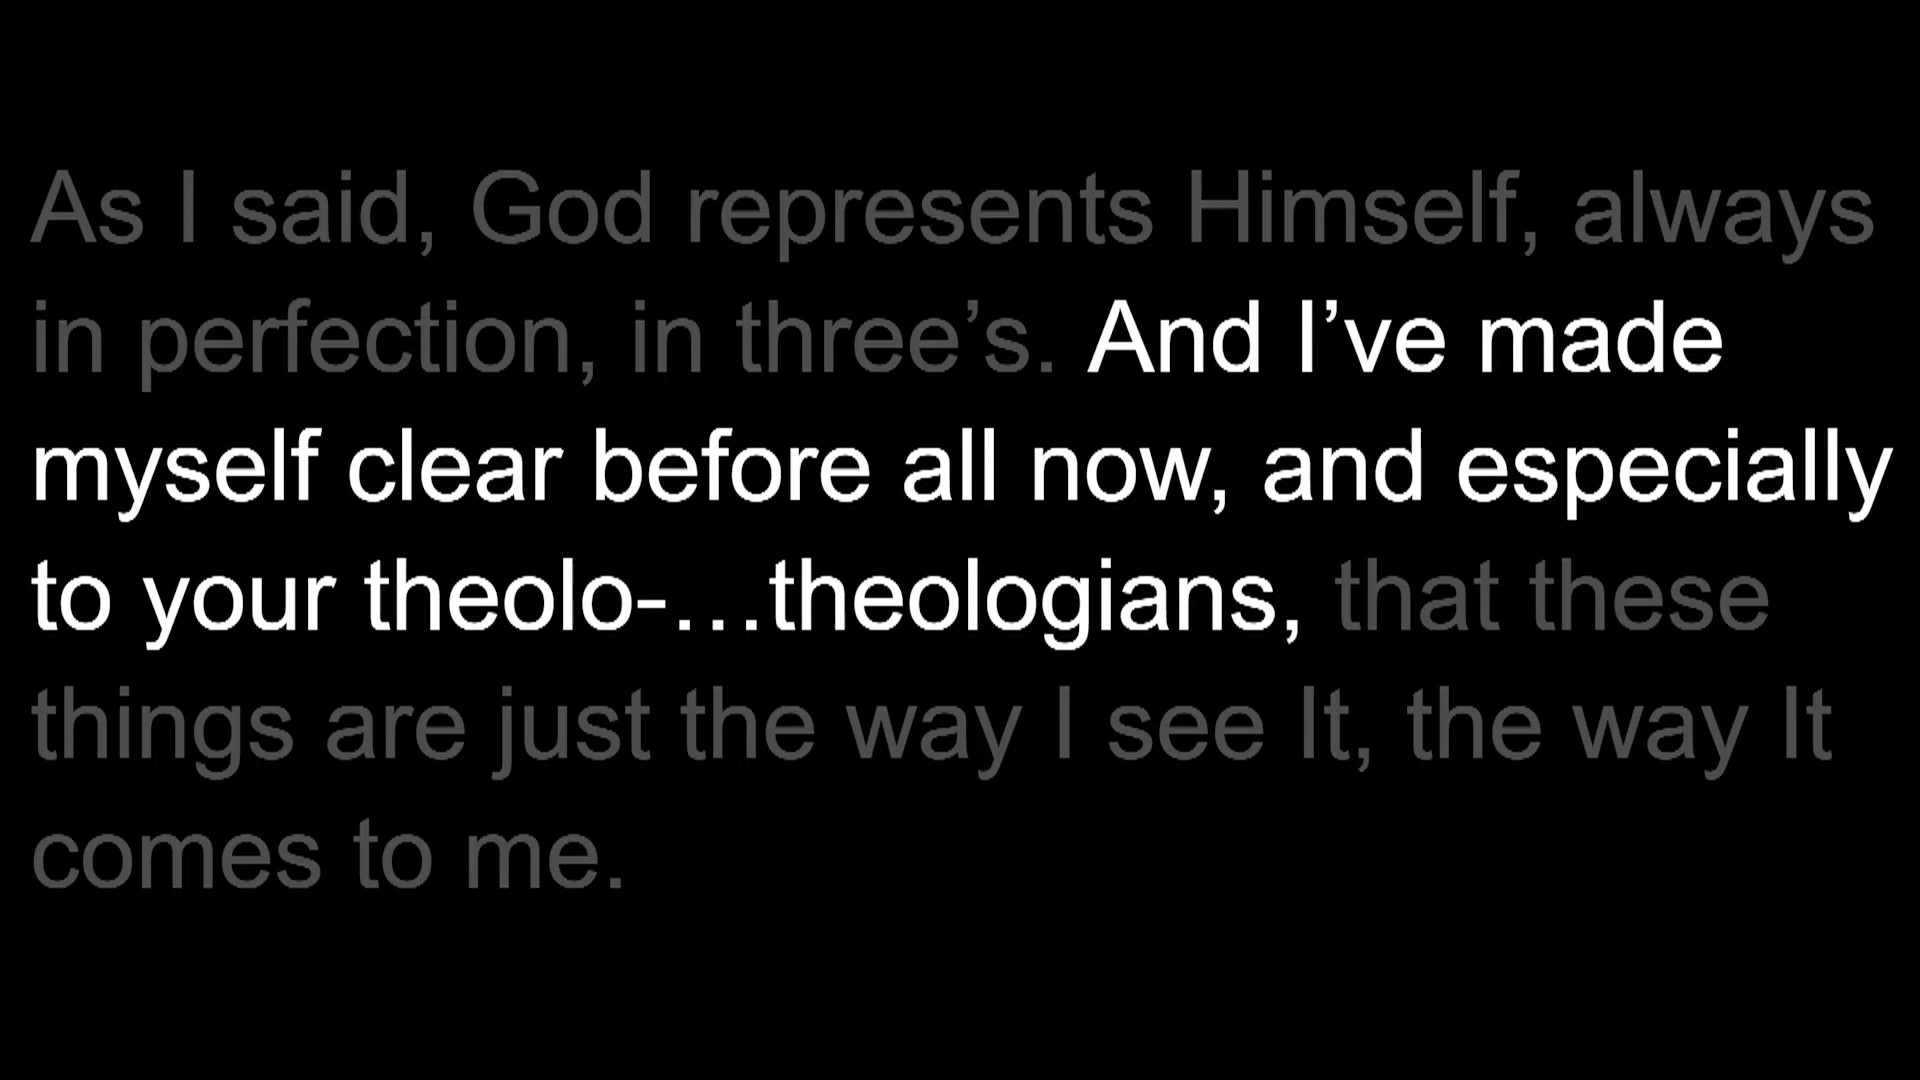 As I said, God represents Himself, always
in perfection, in three’s. And I’ve made
myself clear before all now, and especially
to your theolo-…theologians, that these
things are just the way I see It, the way It
comes to me.